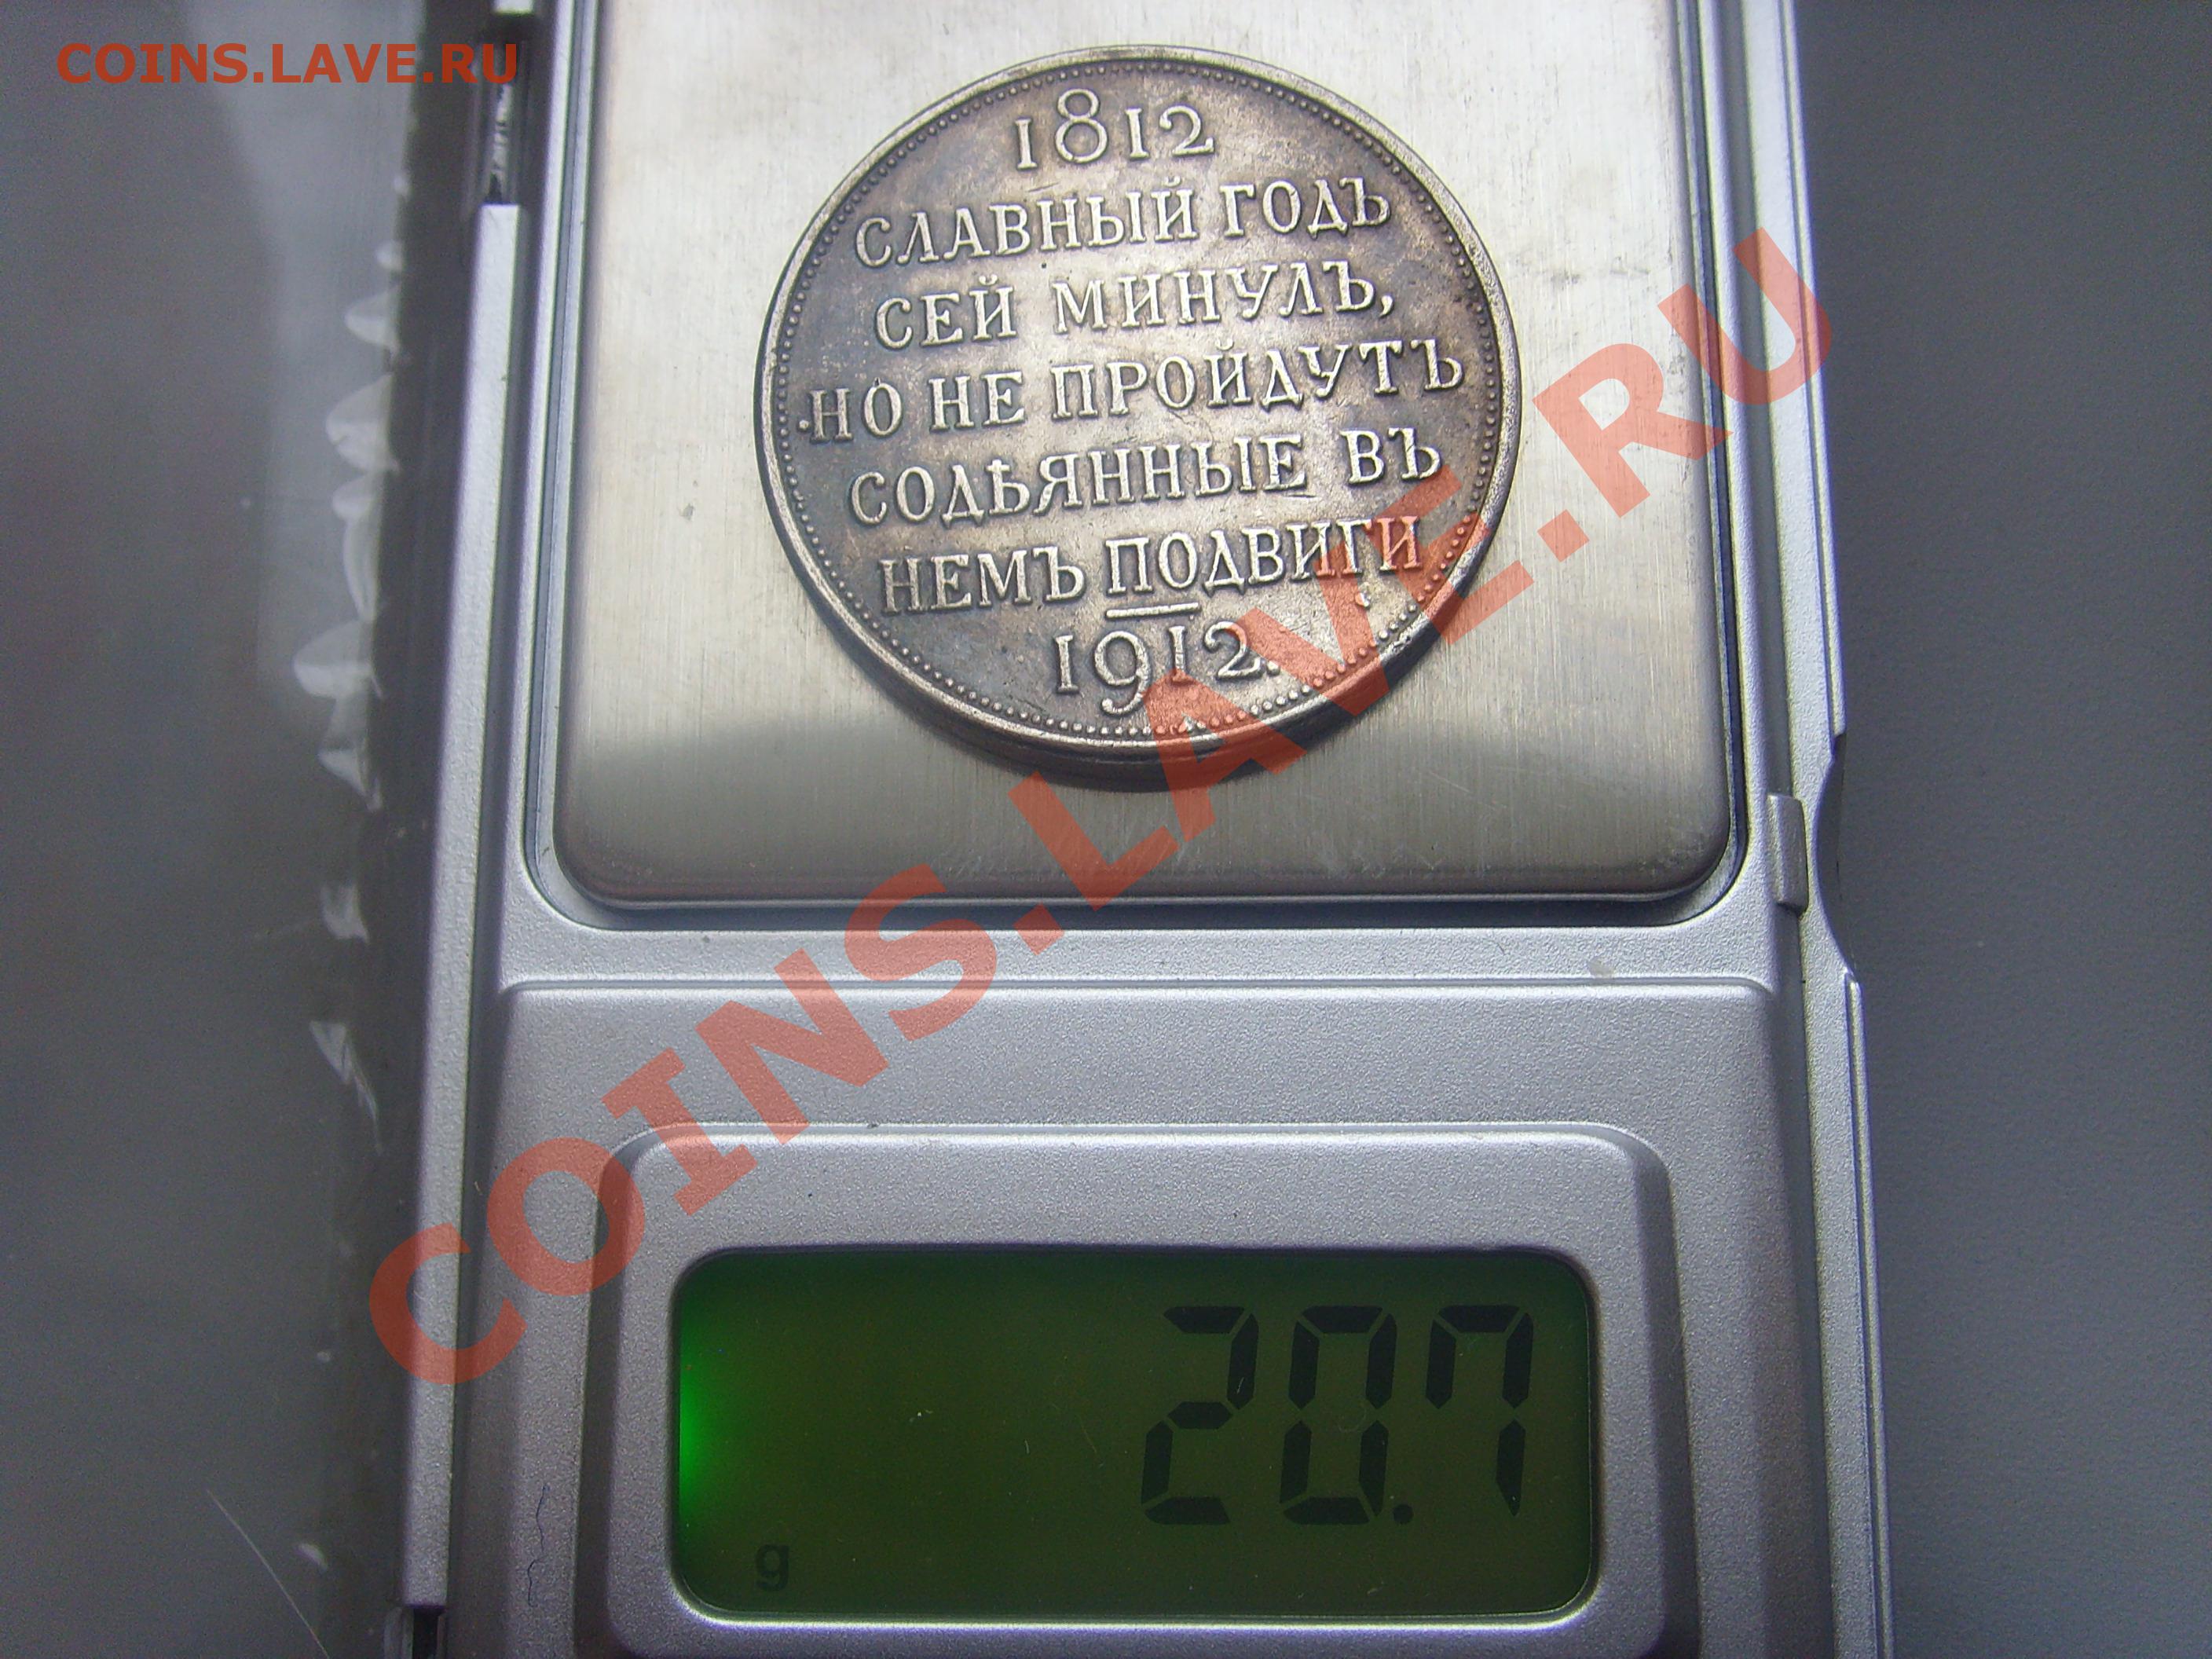 COINS.LAVE.RU
1812
СЛАВНЫЙ ГОДЪ
СЕЙ МИНУЛЪ,
НО НЕ ПРОЙДУТЪ
СОДѢЯННЫЕ ВЪ
НЕМЪ ПОДВИГИ
1912.
COINS.LAVE.RU
20.7
g